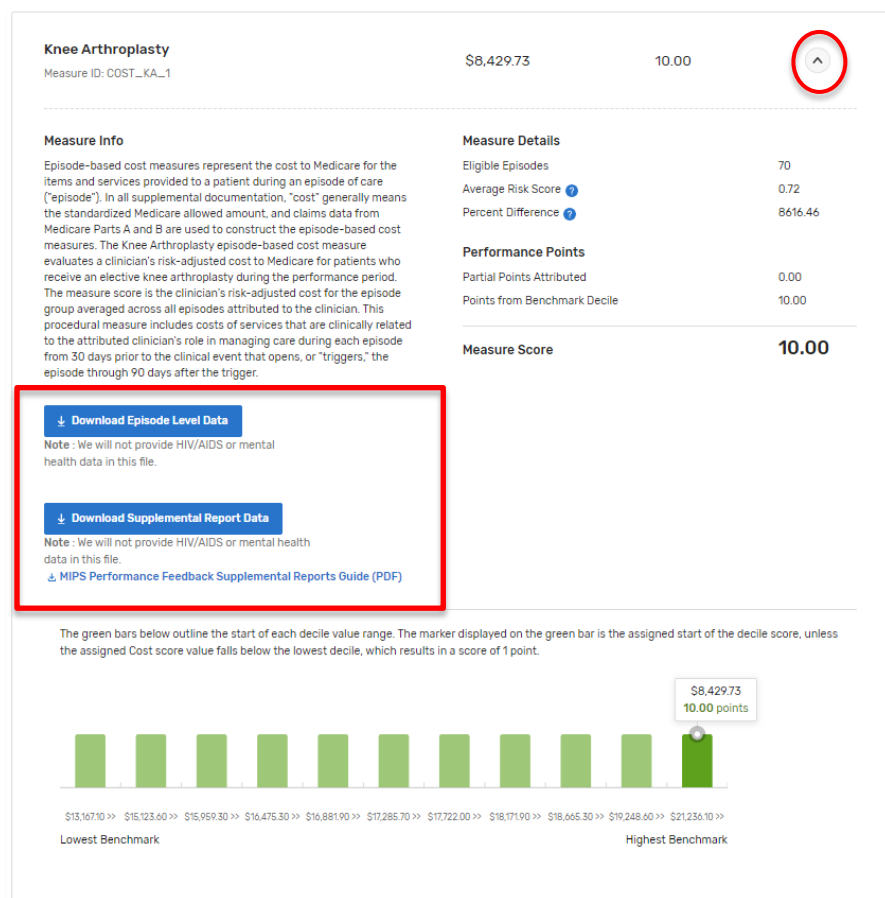 Knee Arthroplasty
Measure ID: COST_KA_1
$8,429.73
10.00
Measure Info
Episode-based cost measures represent the cost to Medicare for the
items and services provided to a patient during an episode of care
("episode"). In all supplemental documentation, "cost" generally means
the standardized Medicare allowed amount, and claims data from
Medicare Parts A and B are used to construct the episode-based cost
measures. The Knee Arthroplasty episode-based cost measure
evaluates a clinician's risk-adjusted cost to Medicare for patients who
receive an elective knee arthroplasty during the performance period.
The measure score is the clinician's risk-adjusted cost for the episode
group averaged across all episodes attributed to the clinician. This
procedural measure includes costs of services that are clinically related
to the attributed clinician's role in managing care during each episode
from 30 days prior to the clinical event that opens, or "triggers," the
episode through 90 days after the trigger.
Measure Details
Eligible Episodes 70
Average Risk Score ? 0.72
Percent Difference ? 8616.46
Performance Points
Partial Points Attributed 0.00
Points from Benchmark Decile 10.00
Measure Score 10.00
Download Episode Level Data
Note : We will not provide HIV/AIDS or mental
health data in this file.
Download Supplemental Report Data
Note : We will not provide HIV/AIDS or mental health
data in this file.
MIPS Performance Feedback Supplemental Reports Guide (PDF)
The green bars below outline the start of each decile value range. The marker displayed on the green bar is the assigned start of the decile score, unless
the assigned Cost score value falls below the lowest decile, which results in a score of 1 point.
$8,429.73
10.00 points
$13,167.10 >> $15,123.60 >> $15,959.30 >> $16,475.30 >> $16,881.90 >> $17,285.70 >> $17,722.00 >> $18,171.90 >> $18,665.30 >> $19,248.60 >> $21,236.10 >>
Lowest Benchmark
Highest Benchmark